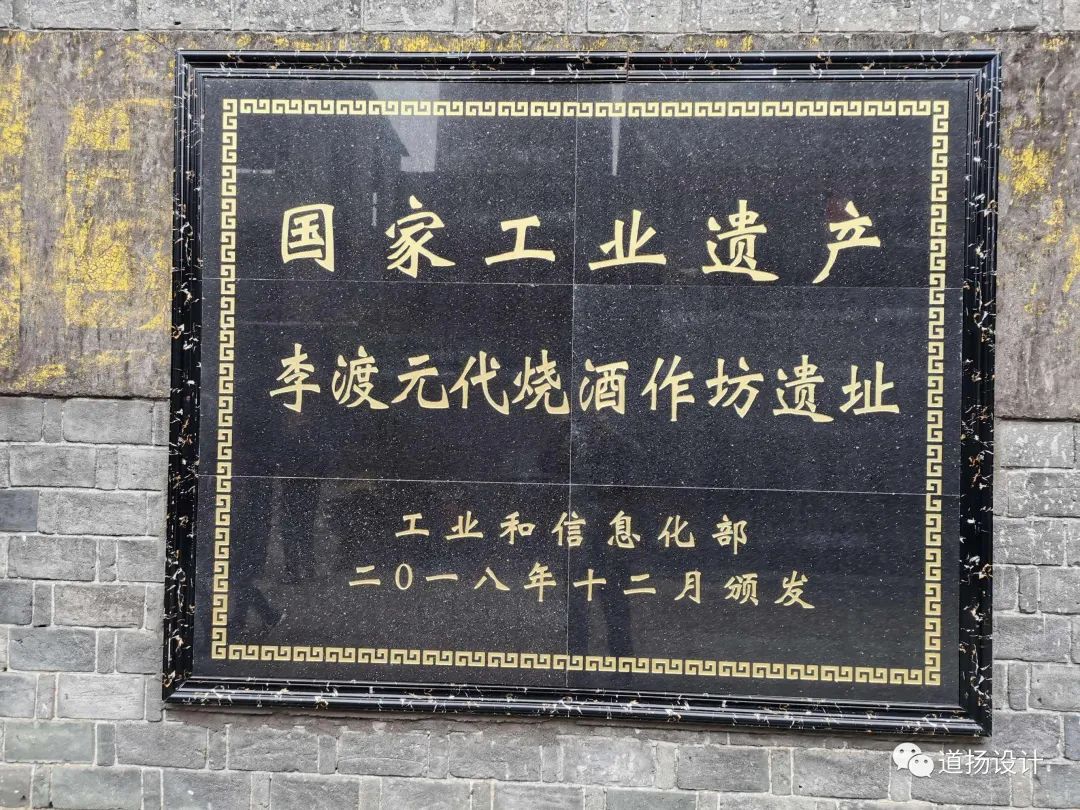 国家工业遗产
李渡元代烧酒作坊遗址
工业和信息化部
二〇一八年十二月颁发
道扬设计